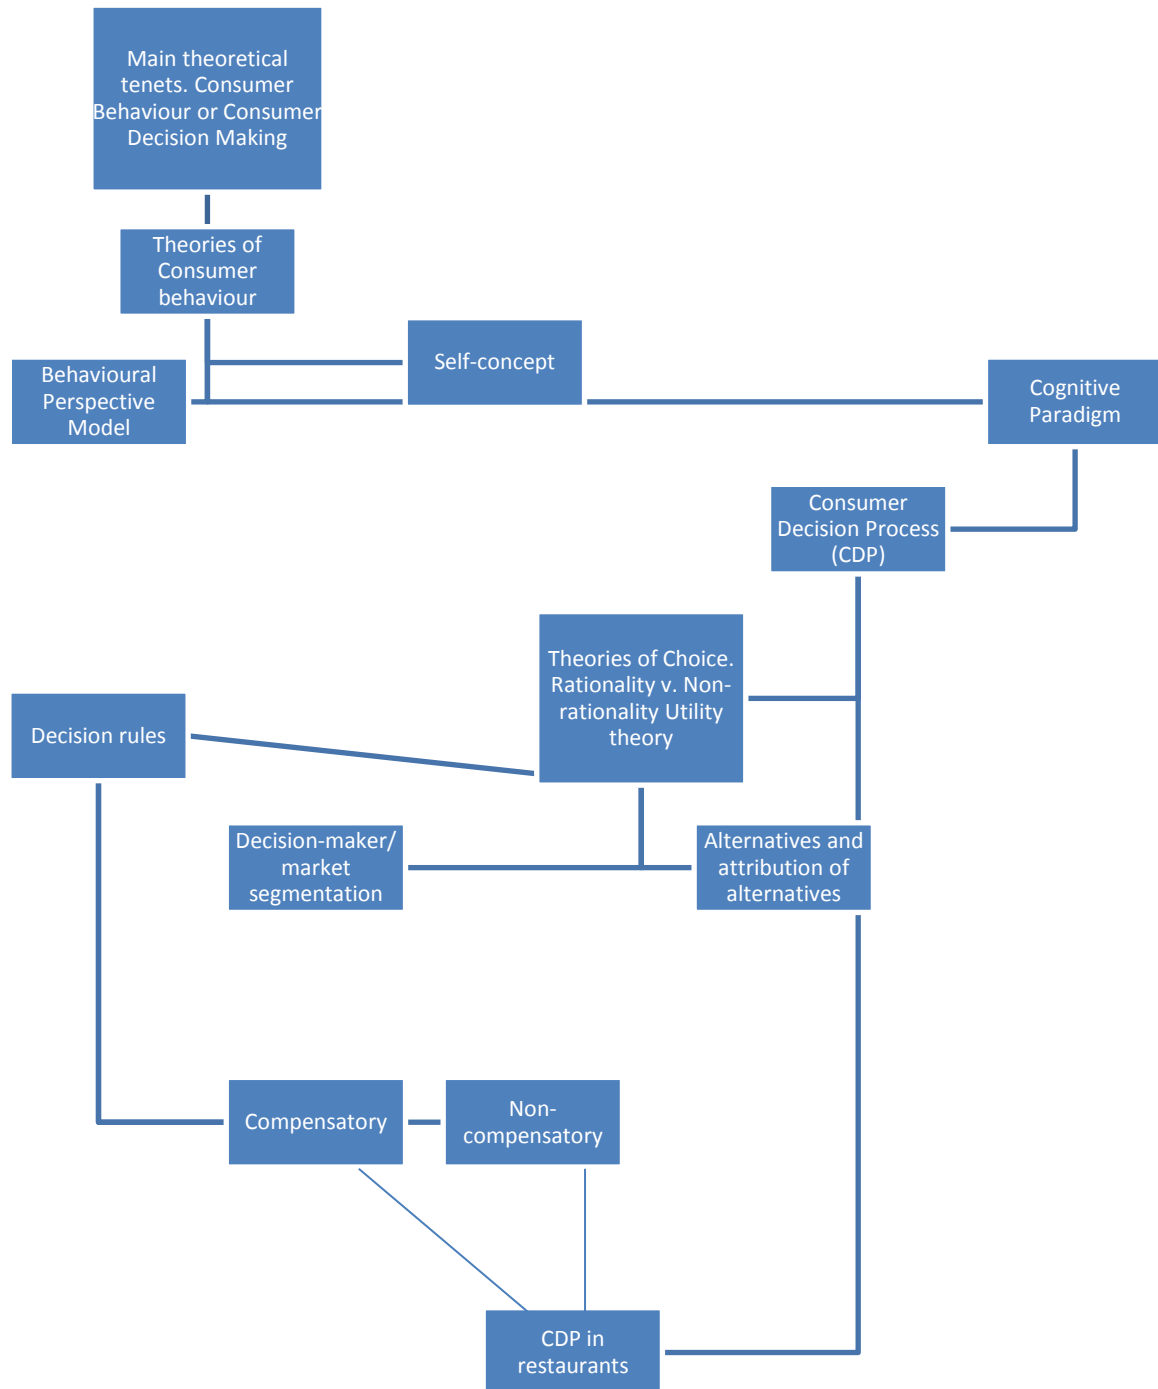 Main theoretical
tenets. Consumer
Behaviour or Consumer
Decision Making
Theories of
Consumer
behaviour
Self-concept
Behavioural
Perspective
Model
Cognitive
Paradigm
Consumer
Decision Process
(CDP)
Theories of Choice.
Rationality v. Non-
rationality Utility
theory
Decision rules
Decision-maker/
market
segmentation
Alternatives and
attribution of
alternatives
Compensatory
Non-
compensatory
CDP in
restaurants